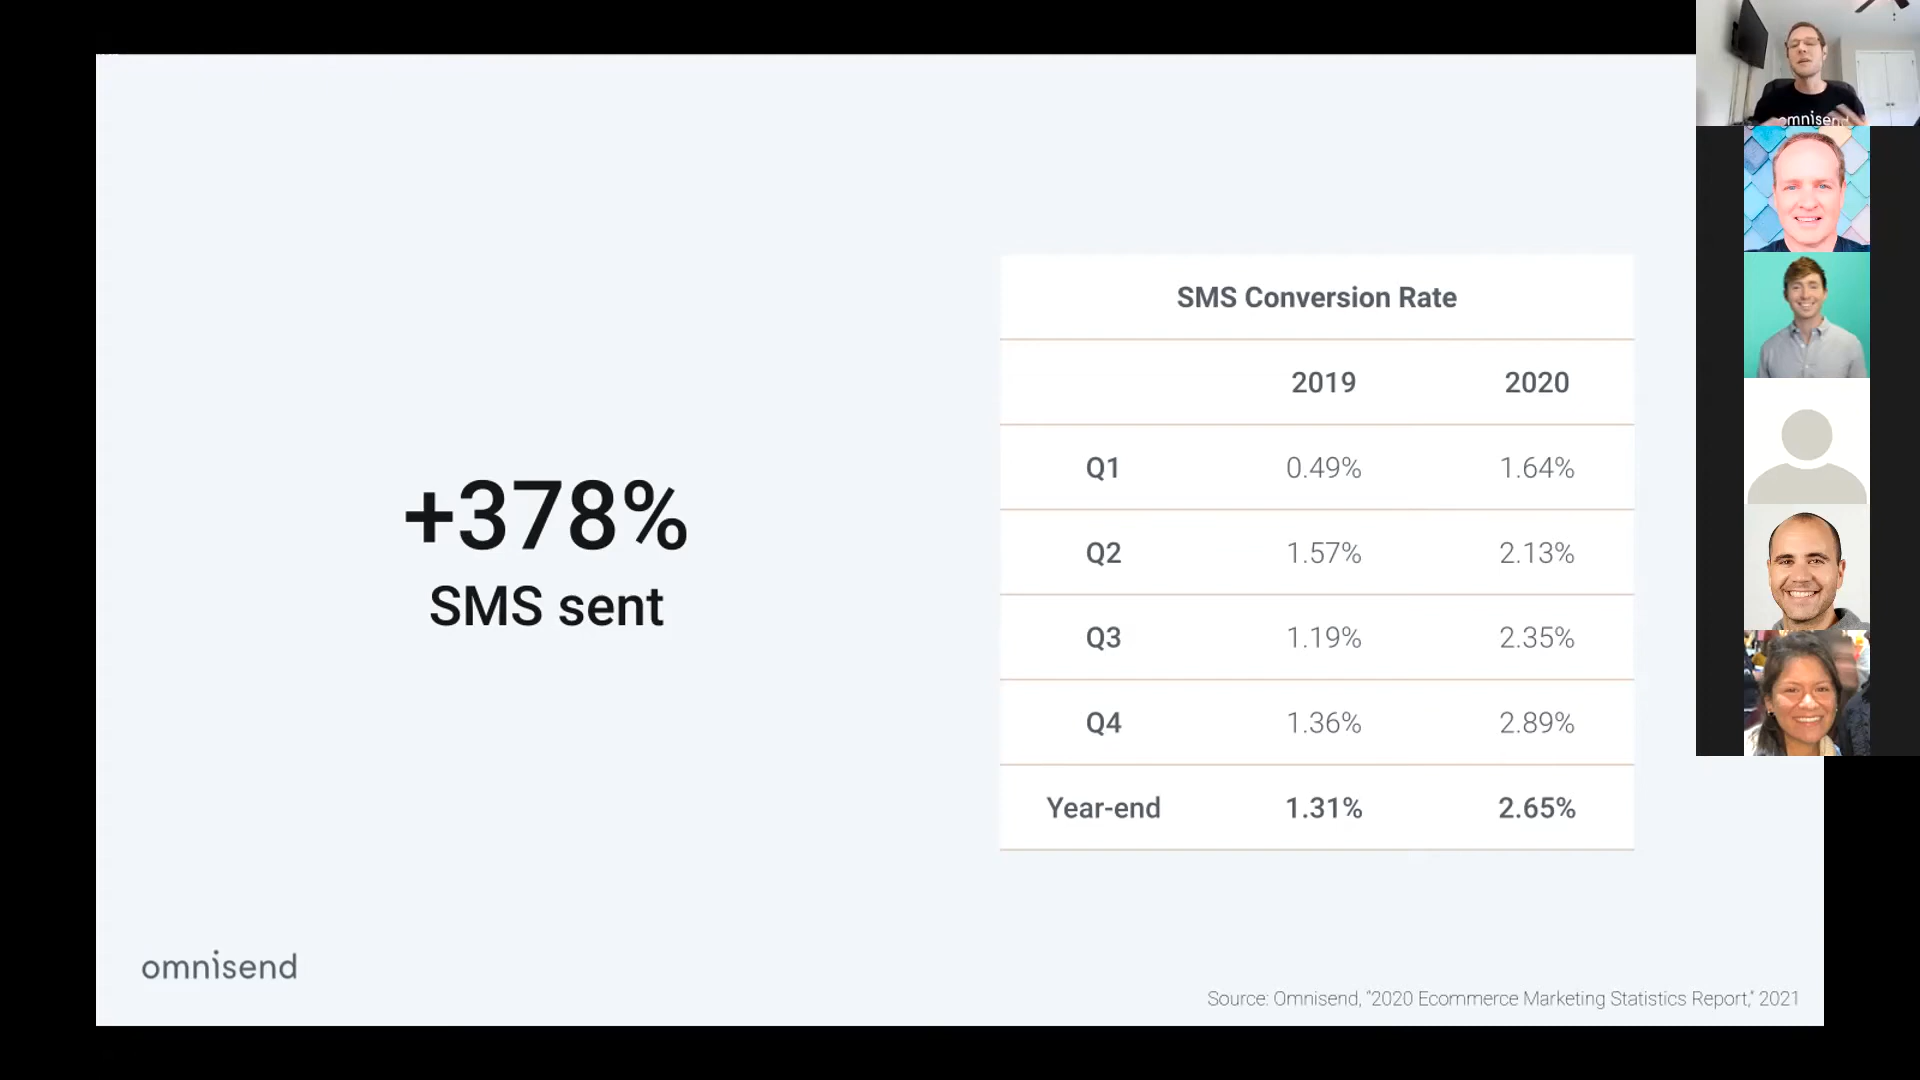 SMS Conversion Rate
2019 2020
Q1 0.49% 1.64%
Q2 1.57% 2.13%
Q3 1.19% 2.35%
Q4 1.36% 2.89%
Year-end 1.31% 2.65%
+378%
SMS sent
omnisend
Source: Omnisend, “2020 Ecommerce Marketing Statistics Report,” 2021
omnisend